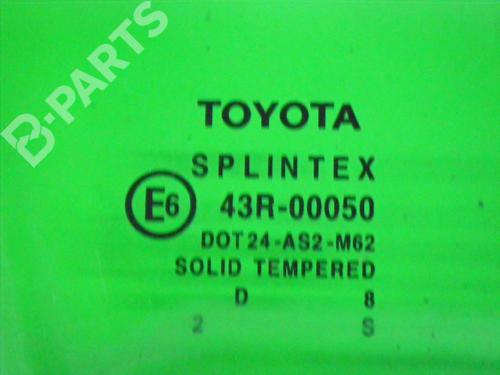 B-PARTS
TOYOTA
SPLINTEX
E6 43R-00050
DOT24-AS2-M62
SOLID TEMPERED
D 8
2 S